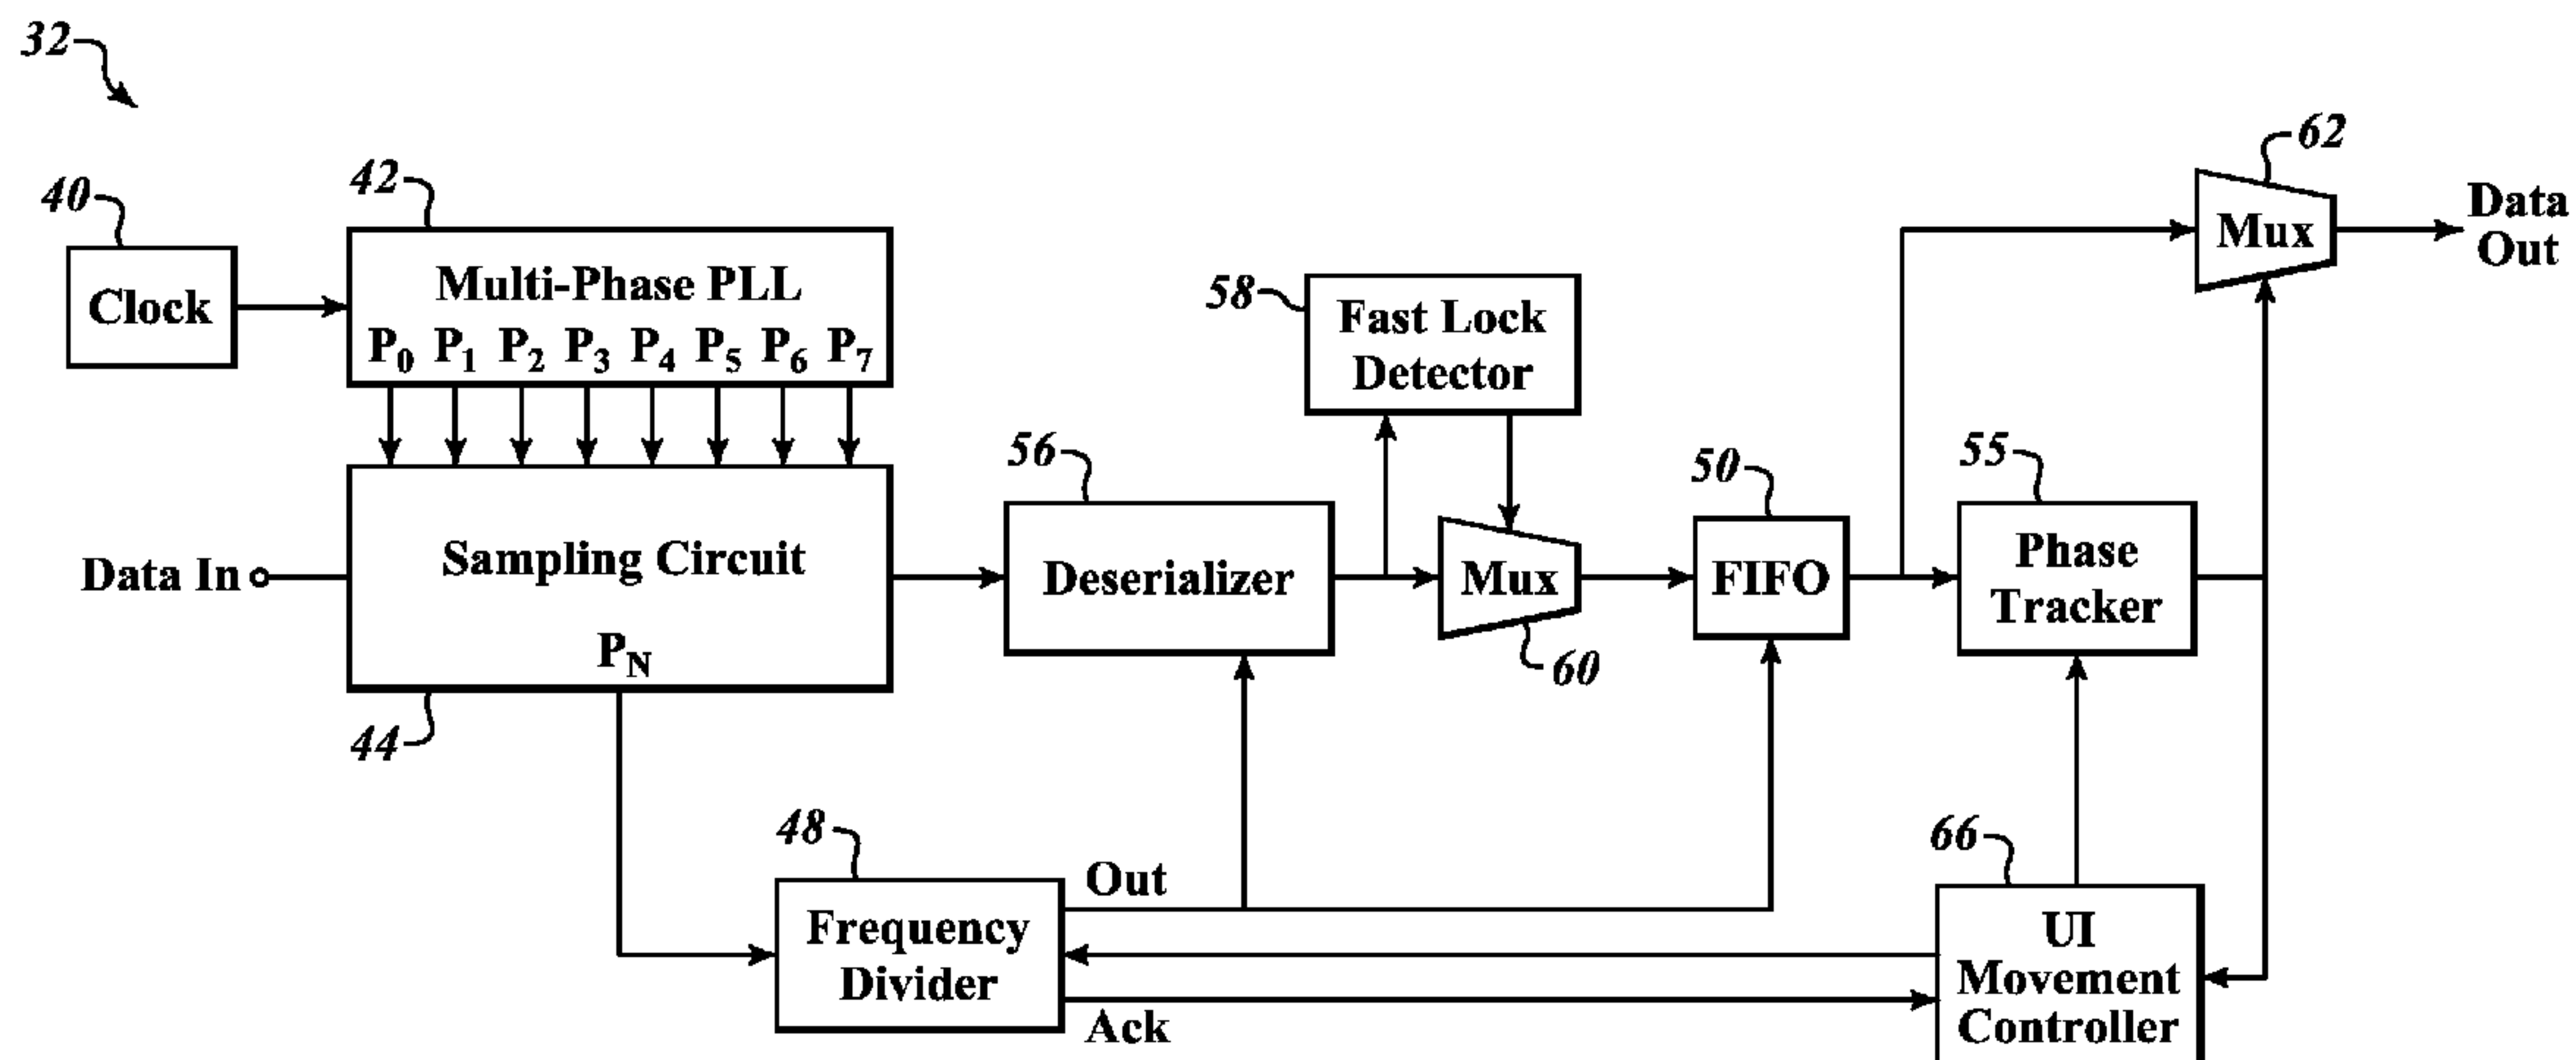 32
62
40
42
Clock
Multi-Phase PLL
P0 P1 P2 P3 P4 P5 P6 P7
58
Fast Lock
Detector
Mux
Data
Out
Data In
Sampling Circuit
PN
44
56
Deserializer
Mux
60
50
FIFO
55
Phase
Tracker
48
Frequency
Divider
Out
Ack
66
UI
Movement
Controller